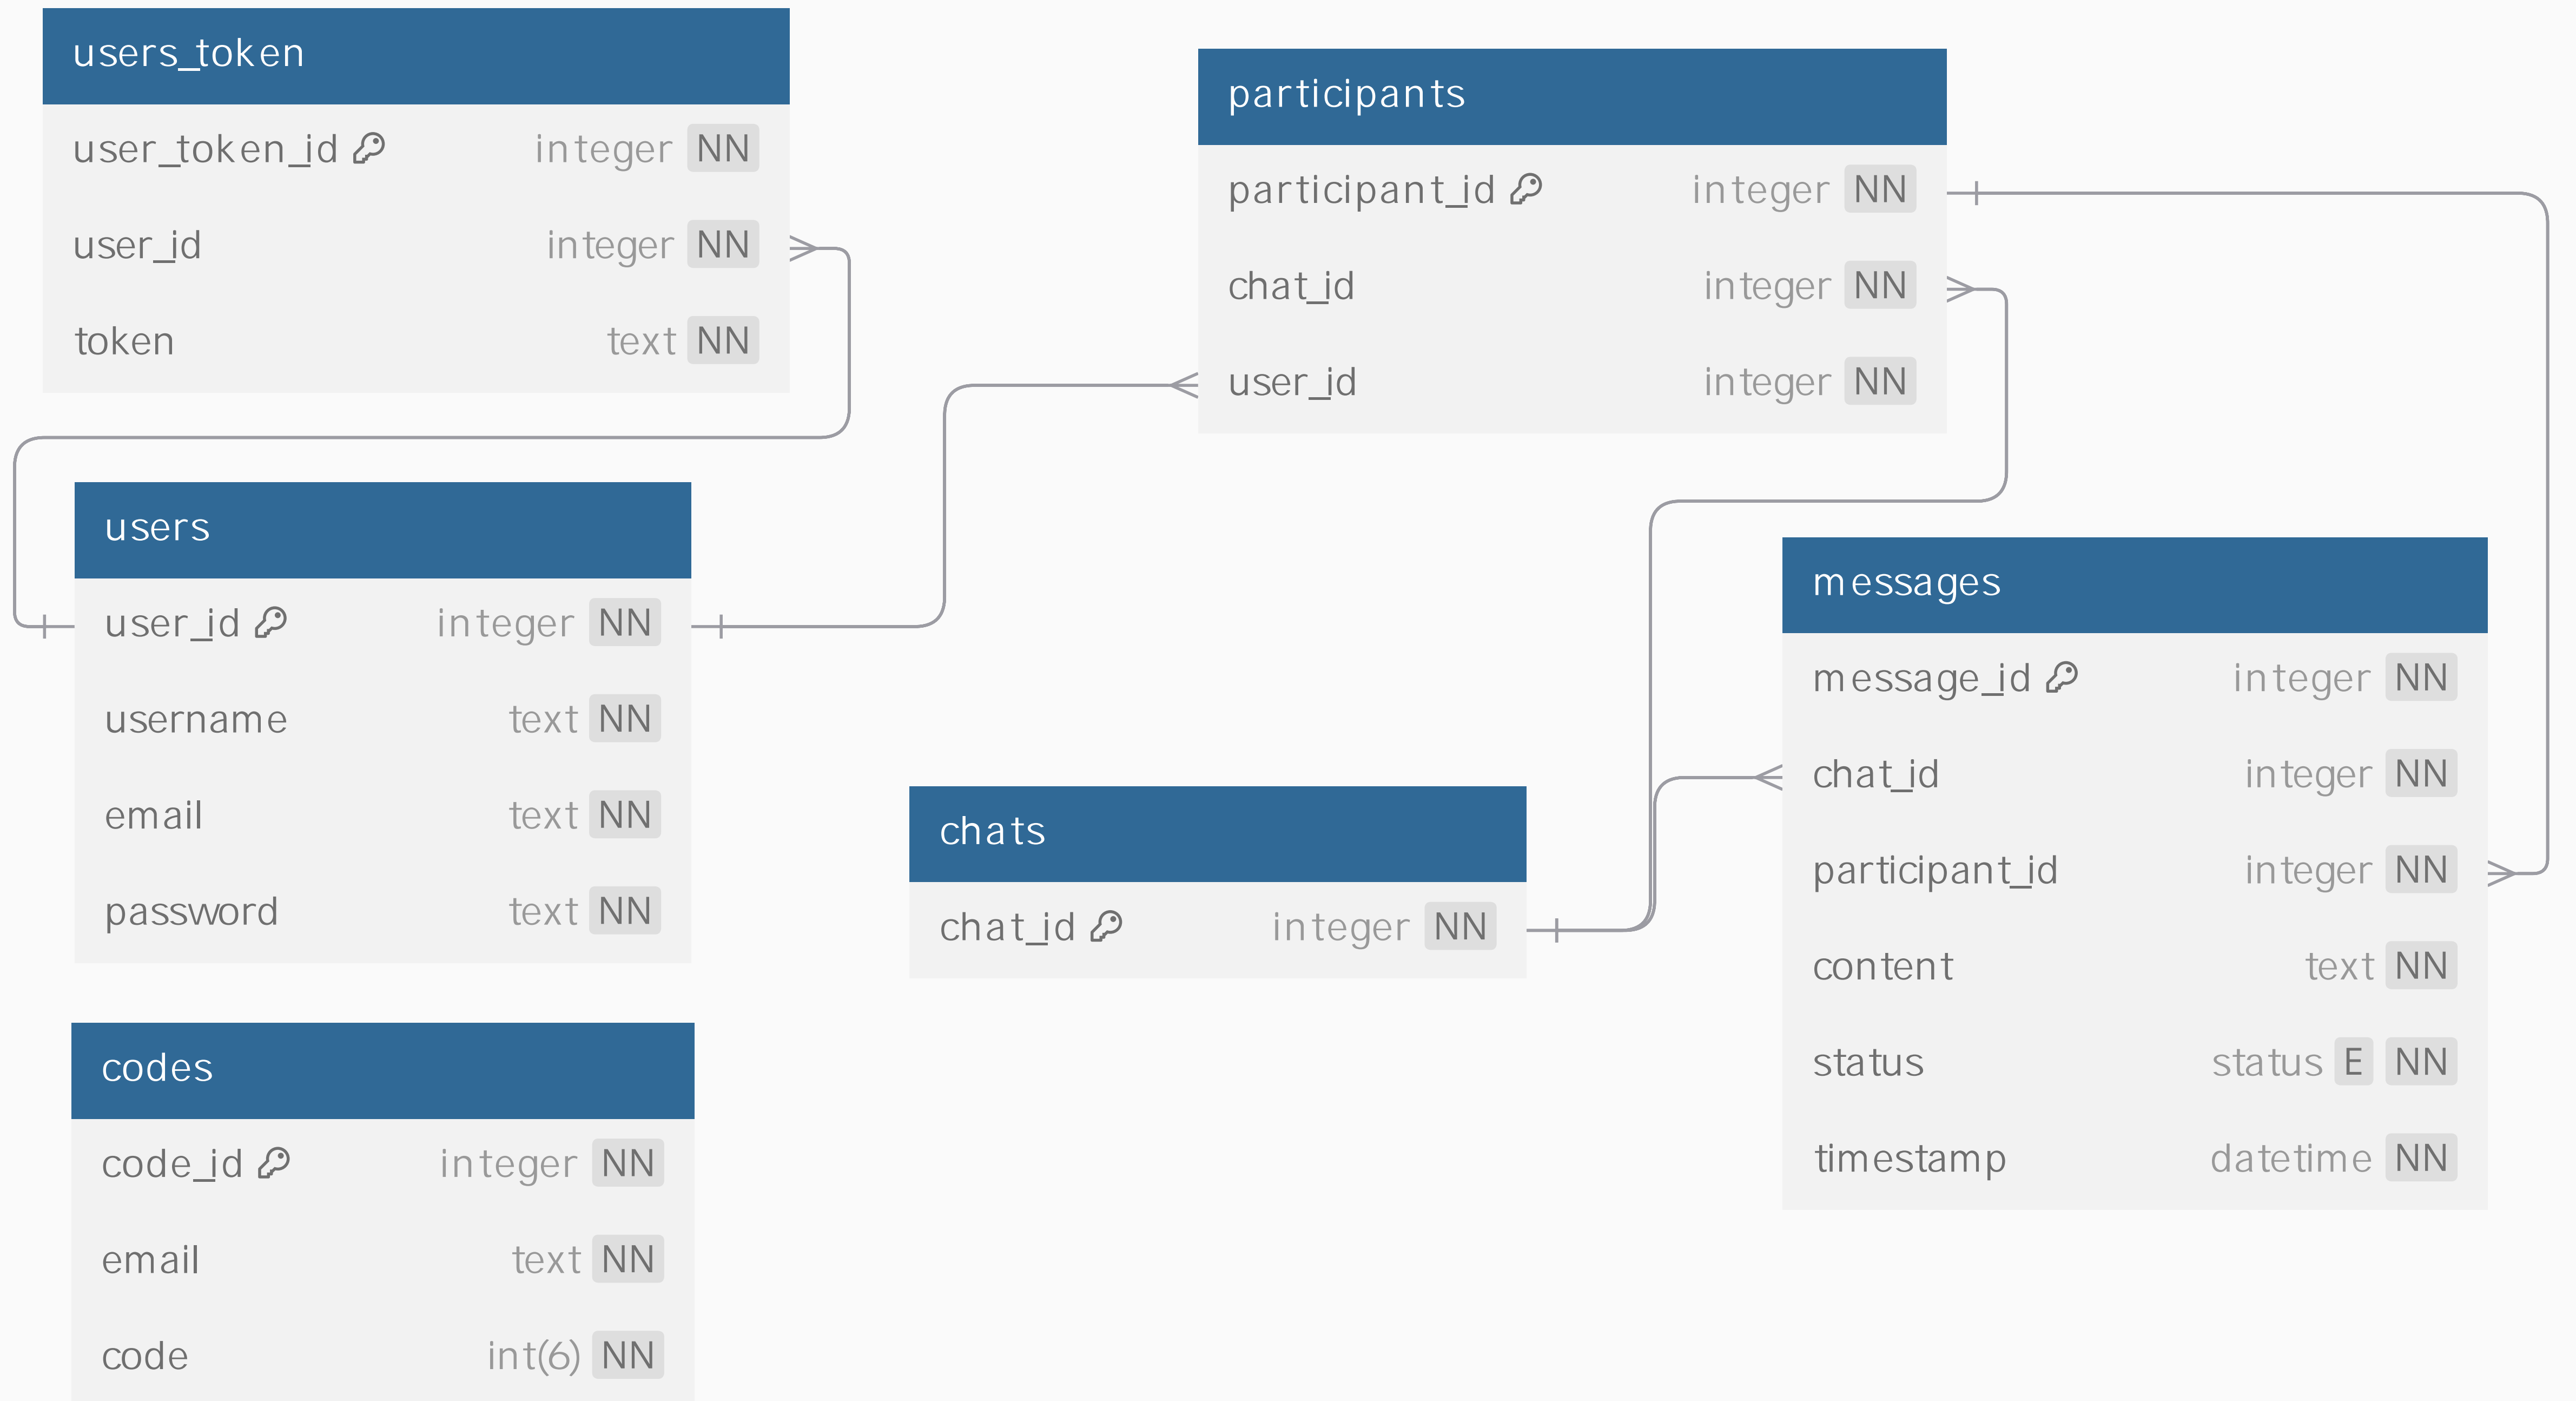 users_token
user_token_id integer NN
user_id integer NN
token text NN
participants
participant_id integer NN
chat_id integer NN
user_id integer NN
users
user_id integer NN
username text NN
email text NN
password text NN
messages
message_id integer NN
chat_id integer NN
participant_id integer NN
content text NN
status status E NN
timestamp datetime NN
chats
chat_id integer NN
codes
code_id integer NN
email text NN
code int(6) NN